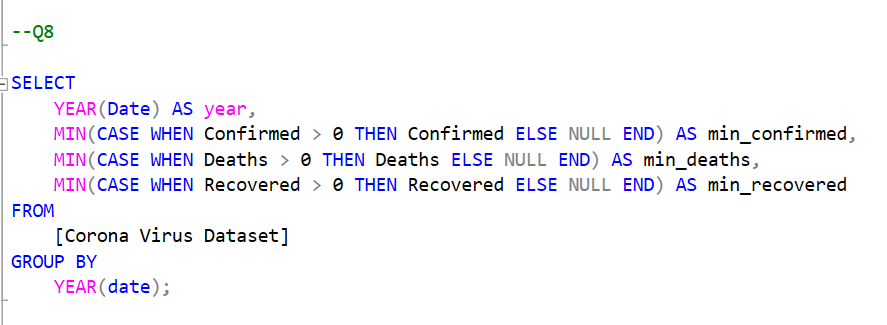 --Q8
SELECT
YEAR(Date) AS year,
MIN(CASE WHEN Confirmed > 0 THEN Confirmed ELSE NULL END) AS min_confirmed,
MIN(CASE WHEN Deaths > 0 THEN Deaths ELSE NULL END) AS min_deaths,
MIN(CASE WHEN Recovered > 0 THEN Recovered ELSE NULL END) AS min_recovered
FROM
[Corona Virus Dataset]
GROUP BY
YEAR(date);